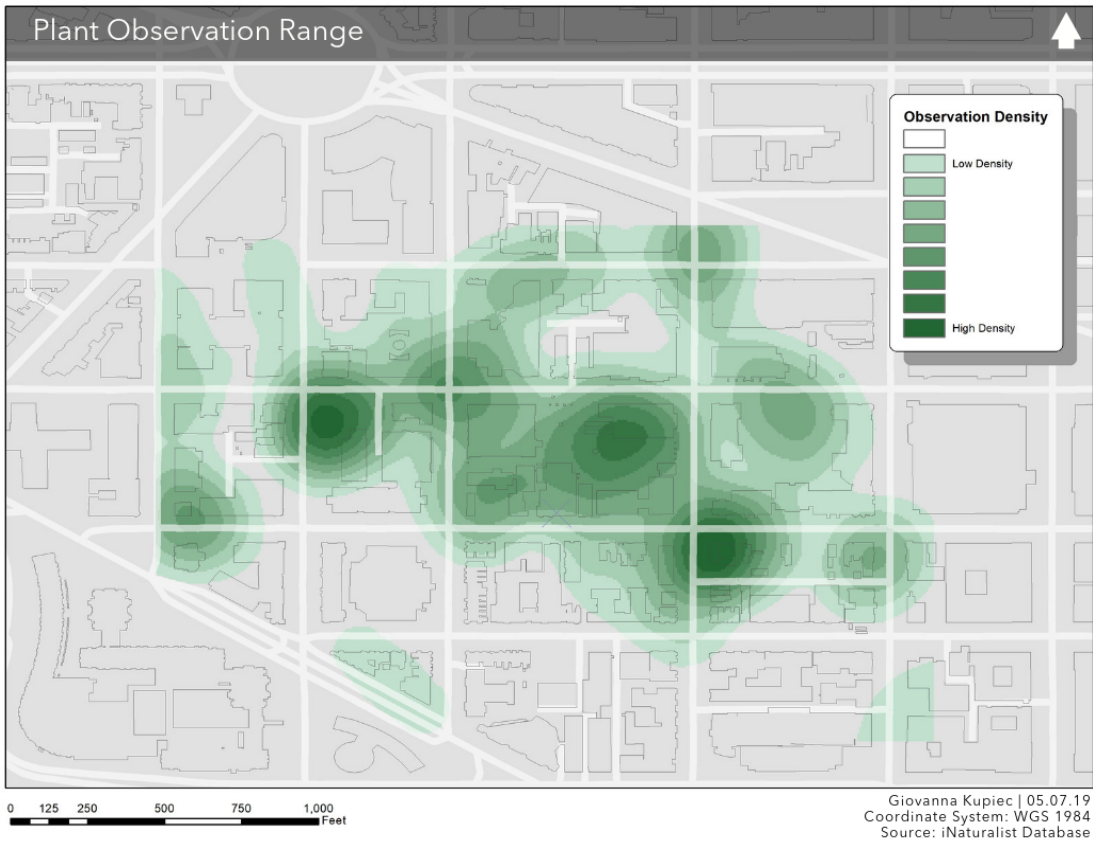 Plant Observation Range
Observation Density
Low Density
High Density
0 125 250 500 750 1,000
Feet
Giovanna Kupiec | 05.07.19
Coordinate System: WGS 1984
Source: iNaturalist Database